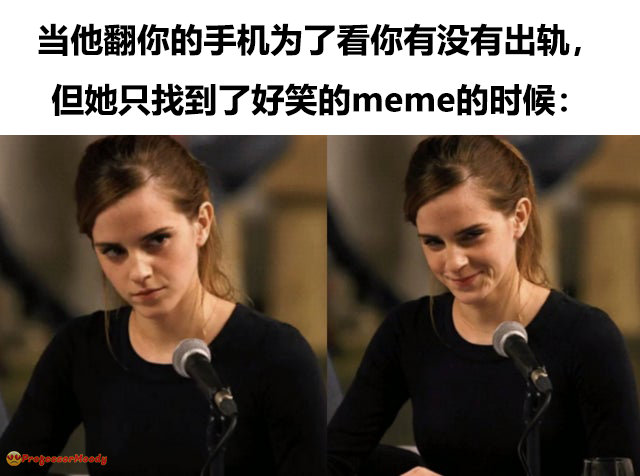 当他翻你的手机为了看你有没有出轨，
但她只找到了好笑的meme的时候：
ProfessorMoody